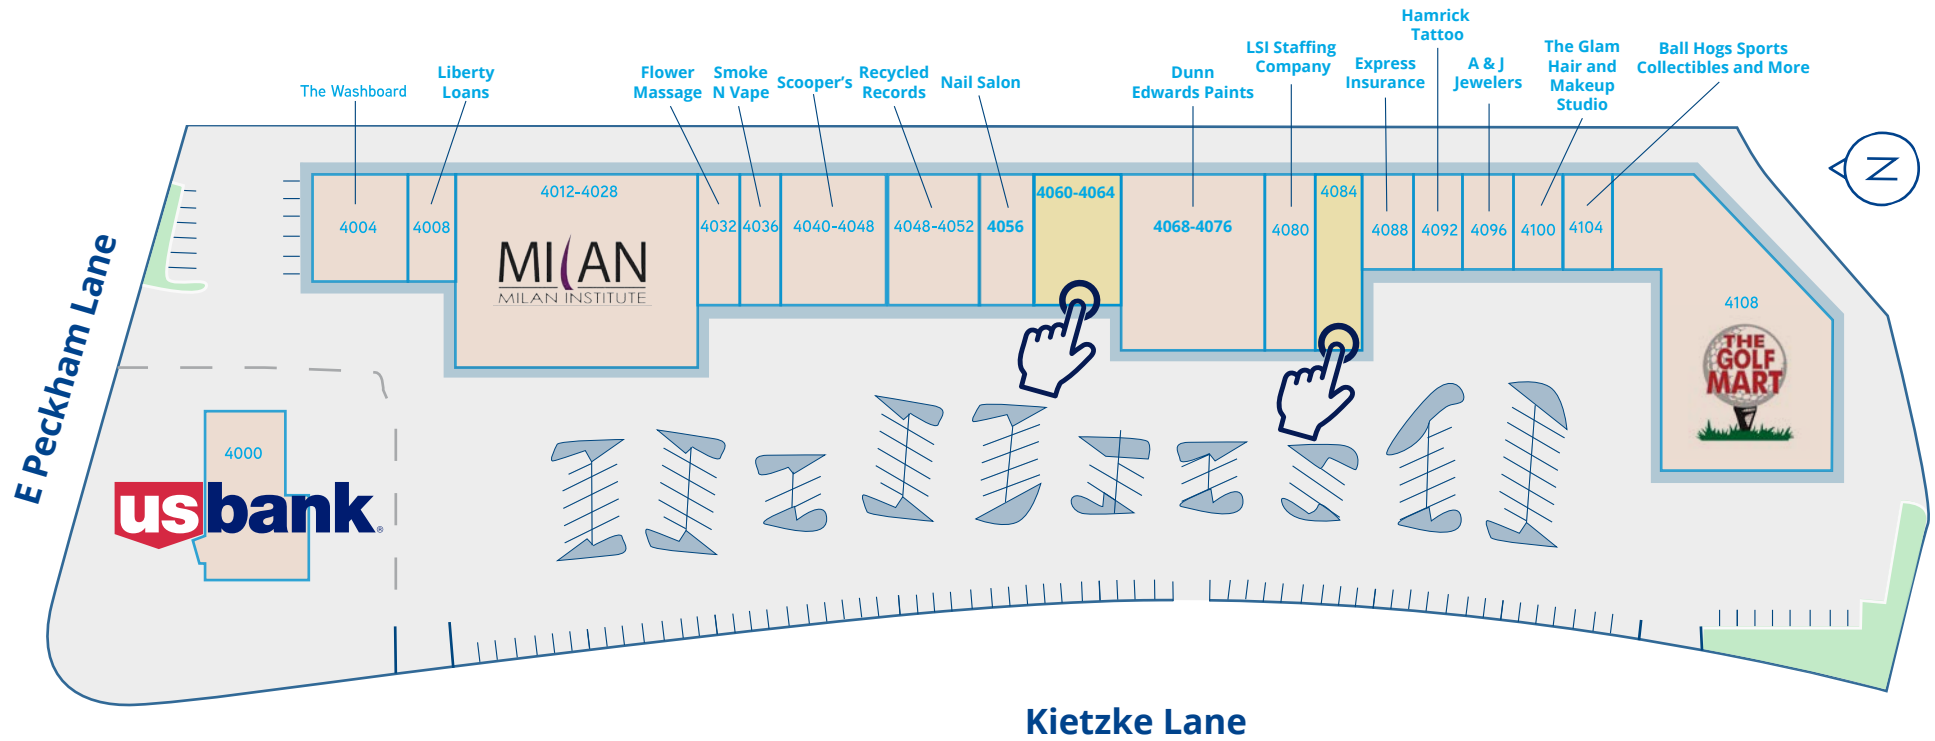 Hamrick
Tattoo
LSI Staffing
Company
The Glam
Hair and
Makeup
Studio
Ball Hogs Sports
Collectibles and More
Express
Insurance
A & J
Jewelers
Liberty
Loans
Flower
Massage
Smoke
N Vape
Scooper’s
Recycled
Records
Nail Salon
Dunn
Edwards Paints
The Washboard
N
4012-4028
4060-4064
4084
4004
4008
4032
4036
4040-4048
4048-4052
4056
4068-4076
4080
4088
4092
4096
4100
4104
MILAN
MILAN INSTITUTE
4108
THE
GOLF
MART
E Peckham Lane
4000
usbank®
Kietzke Lane